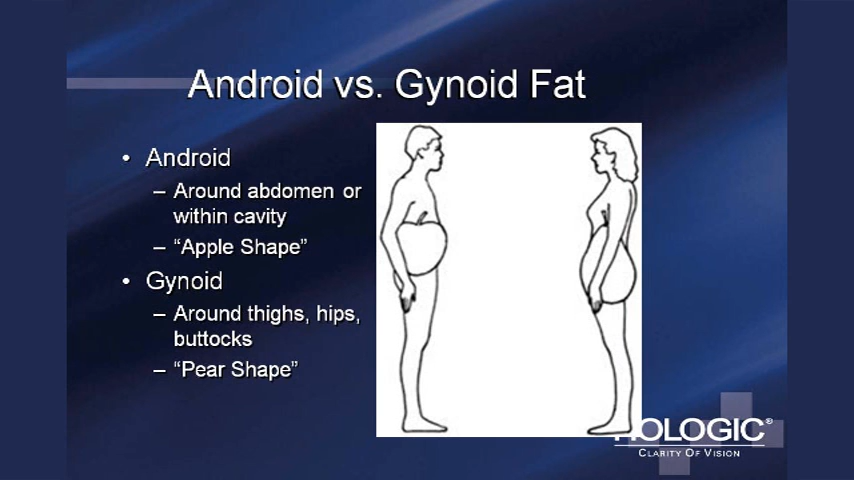 Android vs. Gynoid Fat
• Android
– Around abdomen or
within cavity
– “Apple Shape”
• Gynoid
– Around thighs, hips,
buttocks
– “Pear Shape”
HOLOGIC®
CLARITY OF VISION